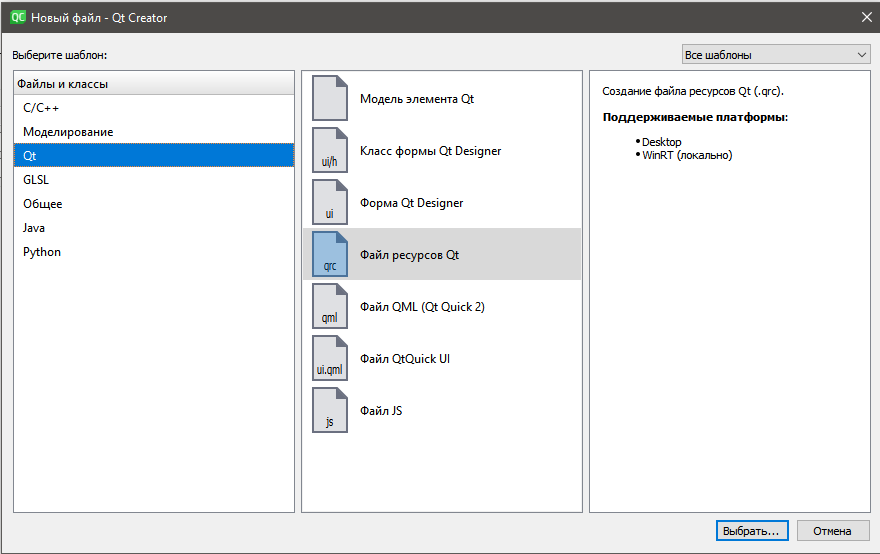 QC Новый файл - Qt Creator
Выберите шаблон:
Все шаблоны
Файлы и классы
C/C++
Моделирование
Qt
GLSL
Общее
Java
Python
Модель элемента Qt
ui/h
Класс формы Qt Designer
ui
Форма Qt Designer
qrc
Файл ресурсов Qt
qml
Файл QML (Qt Quick 2)
ui.qml
Файл QtQuick UI
js
Файл JS
Создание файла ресурсов Qt (.qrc).
Поддерживаемые платформы:
•Desktop
•WinRT (локально)
Выбрать...
Отмена